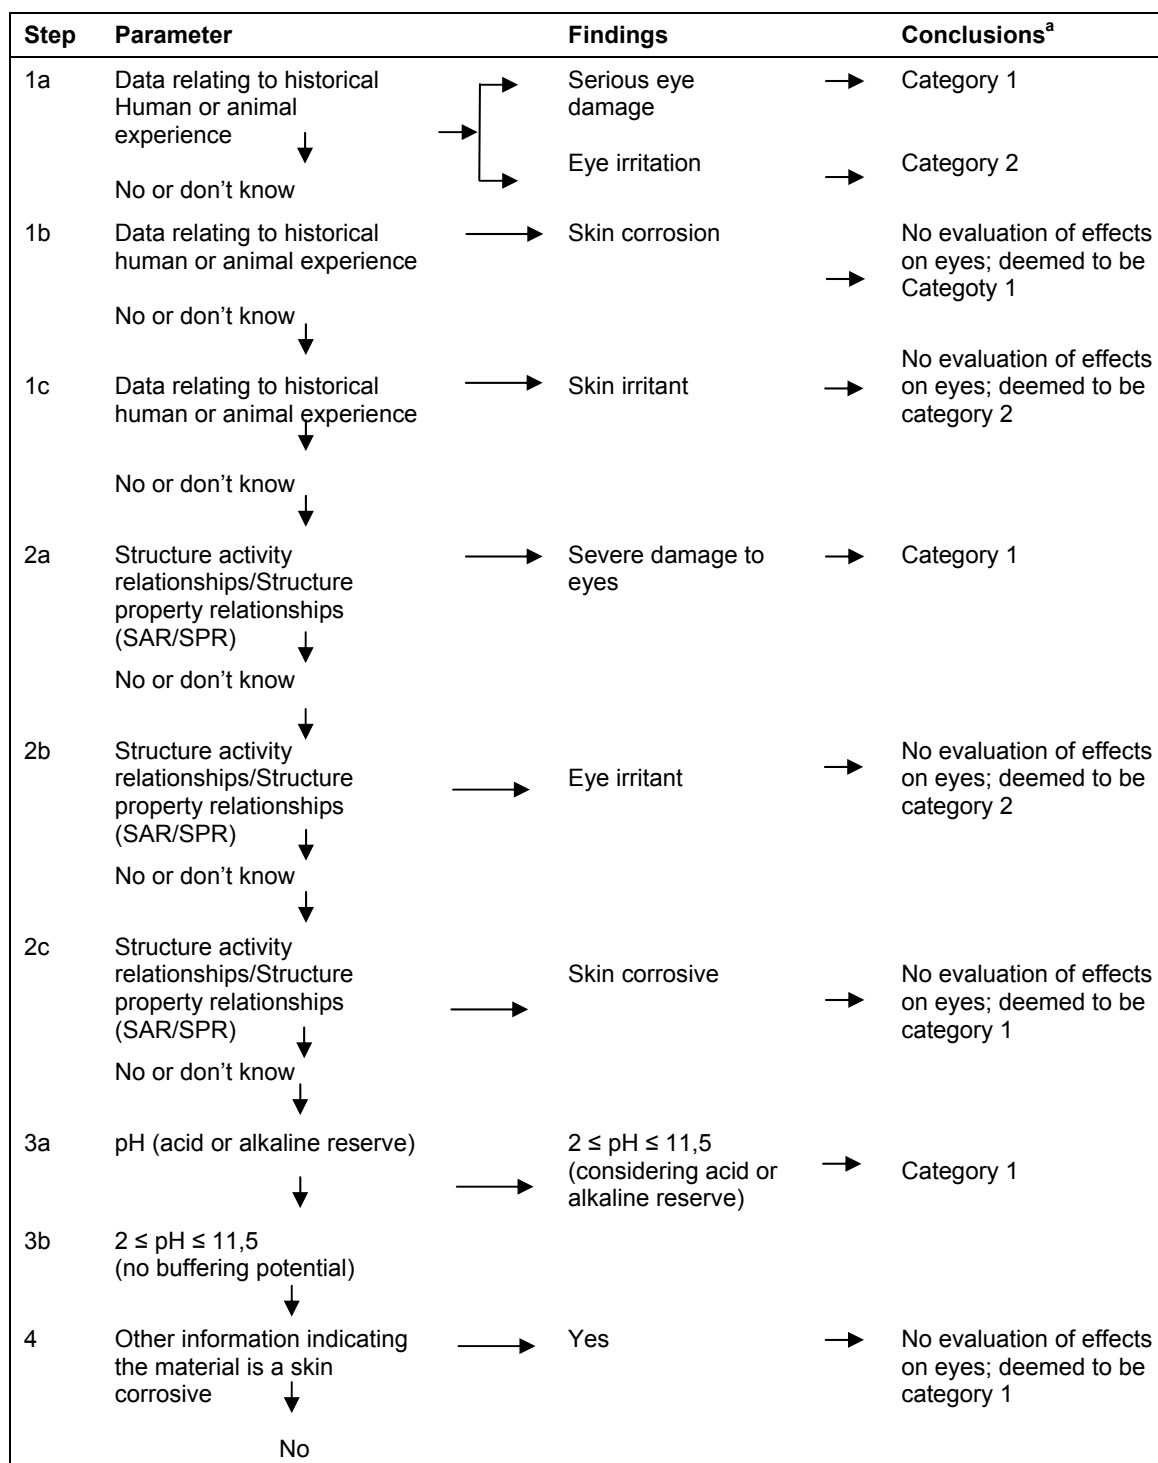 Step Parameter Findings Conclusionsa
1a Data relating to historical Serious eye Category 1
Human or animal damage
experience
Eye irritation Category 2
No or don’t know
1b Data relating to historical Skin corrosion No evaluation of effects
human or animal experience on eyes; deemed to be
Categoty 1
No or don’t know
No evaluation of effects
1c Data relating to historical Skin irritant on eyes; deemed to be
human or animal experience category 2
No or don’t know
2a Structure activity Severe damage to Category 1
relationships/Structure eyes
property relationships
(SAR/SPR)
No or don’t know
2b Structure activity No evaluation of effects
relationships/Structure Eye irritant on eyes; deemed to be
property relationships category 2
(SAR/SPR)
No or don’t know
2c Structure activity
relationships/Structure Skin corrosive No evaluation of effects
property relationships on eyes; deemed to be
(SAR/SPR) category 1
No or don’t know
3a pH (acid or alkaline reserve) 2 ≤ pH ≤ 11,5
(considering acid or Category 1
alkaline reserve)
3b 2 ≤ pH ≤ 11,5
(no buffering potential)
4 Other information indicating Yes No evaluation of effects
the material is a skin on eyes; deemed to be
corrosive category 1
No